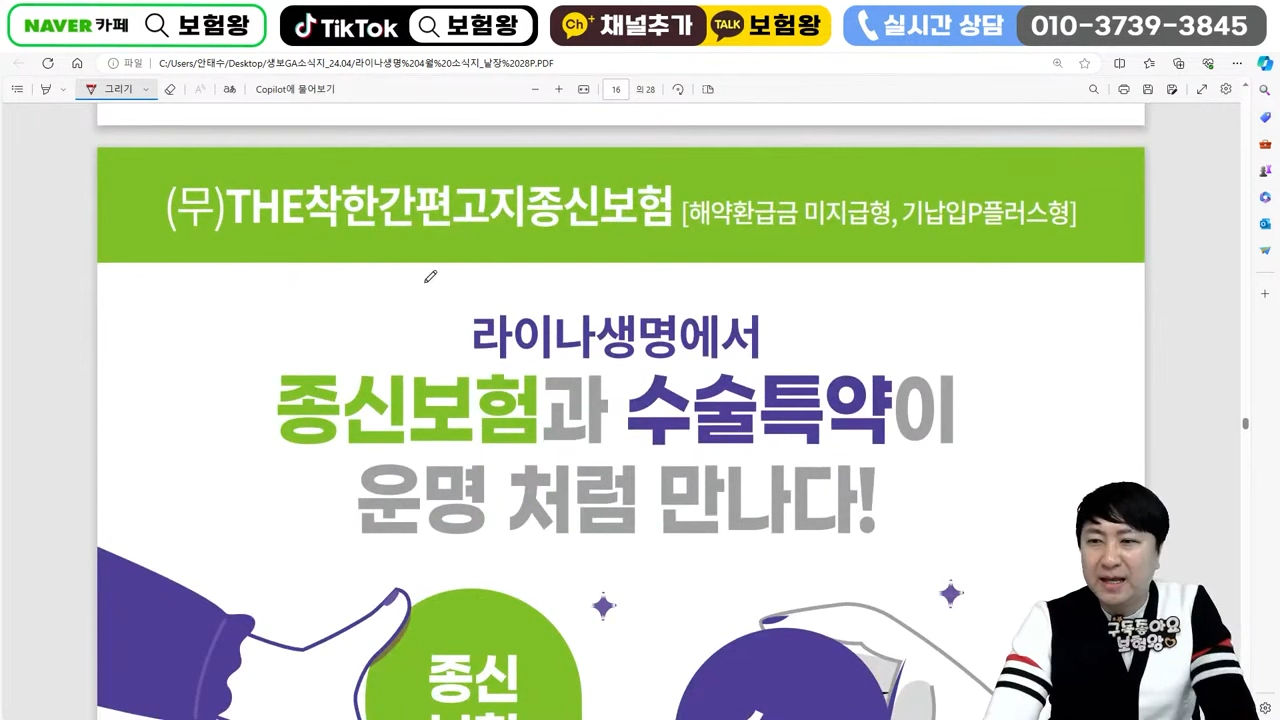 NAVER 카페 보험왕
TikTok 보험왕
Ch+ 채널추가 TALK 보험왕
실시간 상담 010-3739-3845
파일 C:/Users/안태수/Desktop/생보GA소식지_24.04/라이나생명%204월%20소식지_낱장%2028P.PDF
그리기 aあ Copilot에 물어보기 16 의 28
(무)THE착한간편고지종신보험 [해약환급금 미지급형, 기납입P플러스형]
라이나생명에서
종신보험과 수술특약이
운명 처럼 만나다!
종신
구독좋아요
보험왕